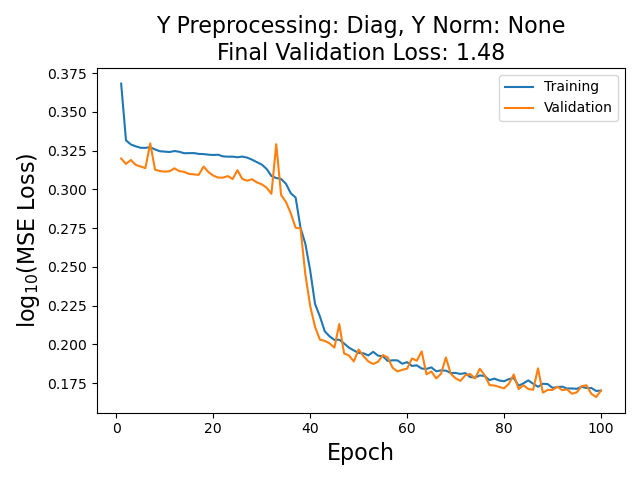 Y Preprocessing: Diag, Y Norm: None
Final Validation Loss: 1.48
0.375
0.350
0.325
0.300
0.275
0.250
0.225
0.200
0.175
log₁₀(MSE Loss)
Training
Validation
0
20
40
60
80
100
Epoch